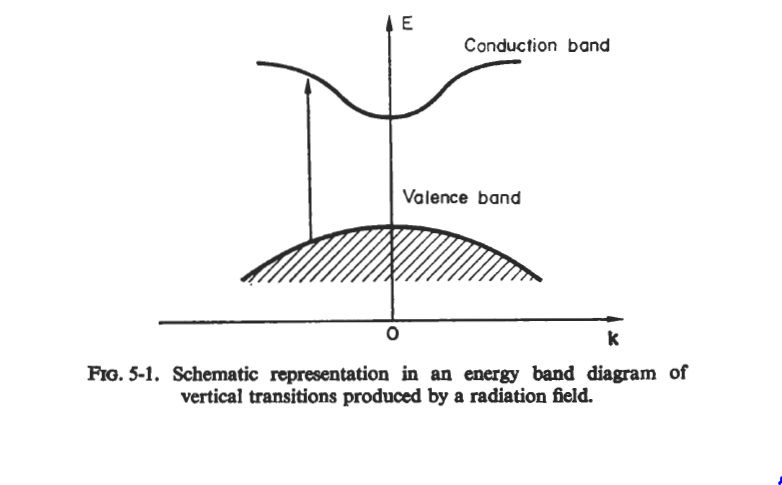 E
Conduction band
Valence band
O
k
FIG. 5-1. Schematic representation in an energy band diagram of
vertical transitions produced by a radiation field.